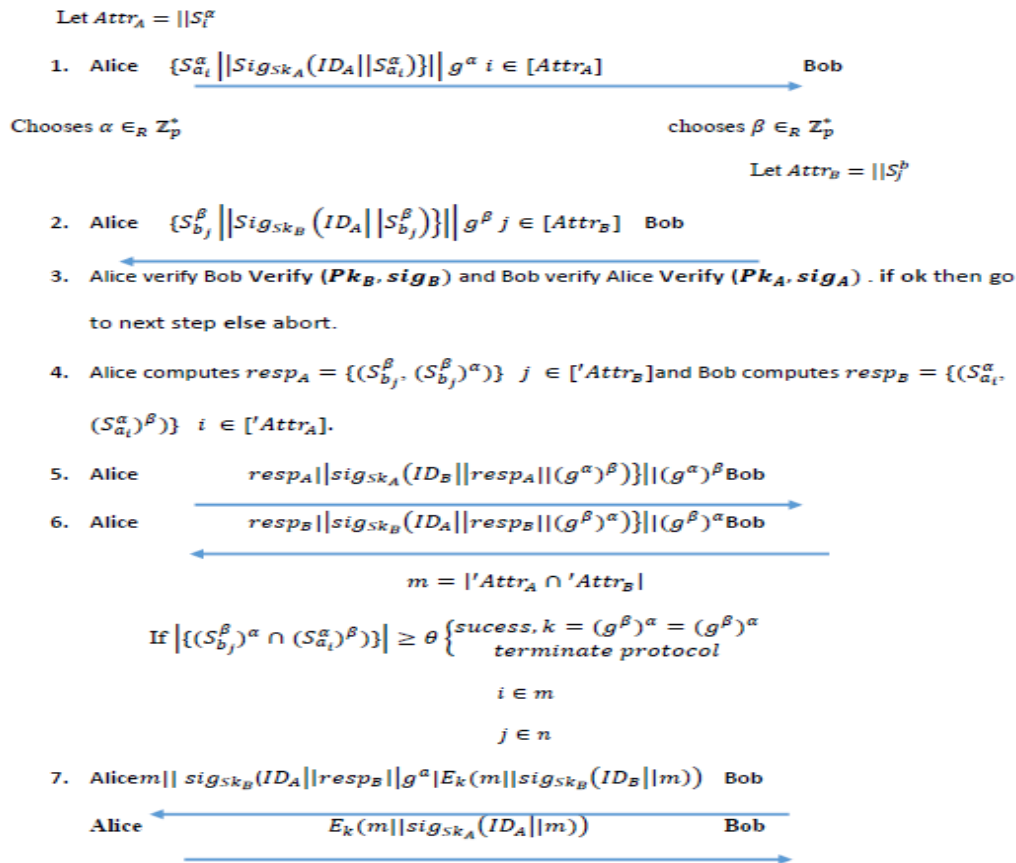 Let Attr_A = ||S_i^α
1. Alice {S_{a_i}^α ||Sig_{Sk_A}(ID_A||S_{a_i}^α)}|| g^α i ∈ [Attr_A] Bob
Chooses α ∈_R ℤ_p^* chooses β ∈_R ℤ_p^*
Let Attr_B = ||S_j^b
2. Alice {S_{b_j}^β ||Sig_{Sk_B}(ID_A||S_{b_j}^β)}|| g^β j ∈ [Attr_B] Bob
3. Alice verify Bob Verify (Pk_B, sig_B) and Bob verify Alice Verify (Pk_A, sig_A) . if ok then go
to next step else abort.
4. Alice computes resp_A = {(S_{b_j}^β, (S_{b_j}^β)^α)} j ∈ ['Attr_B]and Bob computes resp_B = {(S_{a_i}^α,
(S_{a_i}^α)^β)} i ∈ ['Attr_A].
5. Alice resp_A||sig_{Sk_A}(ID_B||resp_A||(g^α)^β)}||(g^α)^βBob
6. Alice resp_B||sig_{Sk_B}(ID_A||resp_B||(g^β)^α)}||(g^β)^αBob
m = |'Attr_A ∩ 'Attr_B|
If |{(S_{b_j}^β)^α ∩ (S_{a_i}^α)^β)}| ≥ θ {sucess, k = (g^β)^α = (g^β)^α
terminate protocol
i ∈ m
j ∈ n
7. Alicem|| sig_{Sk_B}(ID_A||resp_B||g^α|E_k(m||sig_{Sk_B}(ID_B||m)) Bob
Alice E_k(m||sig_{Sk_A}(ID_A||m)) Bob